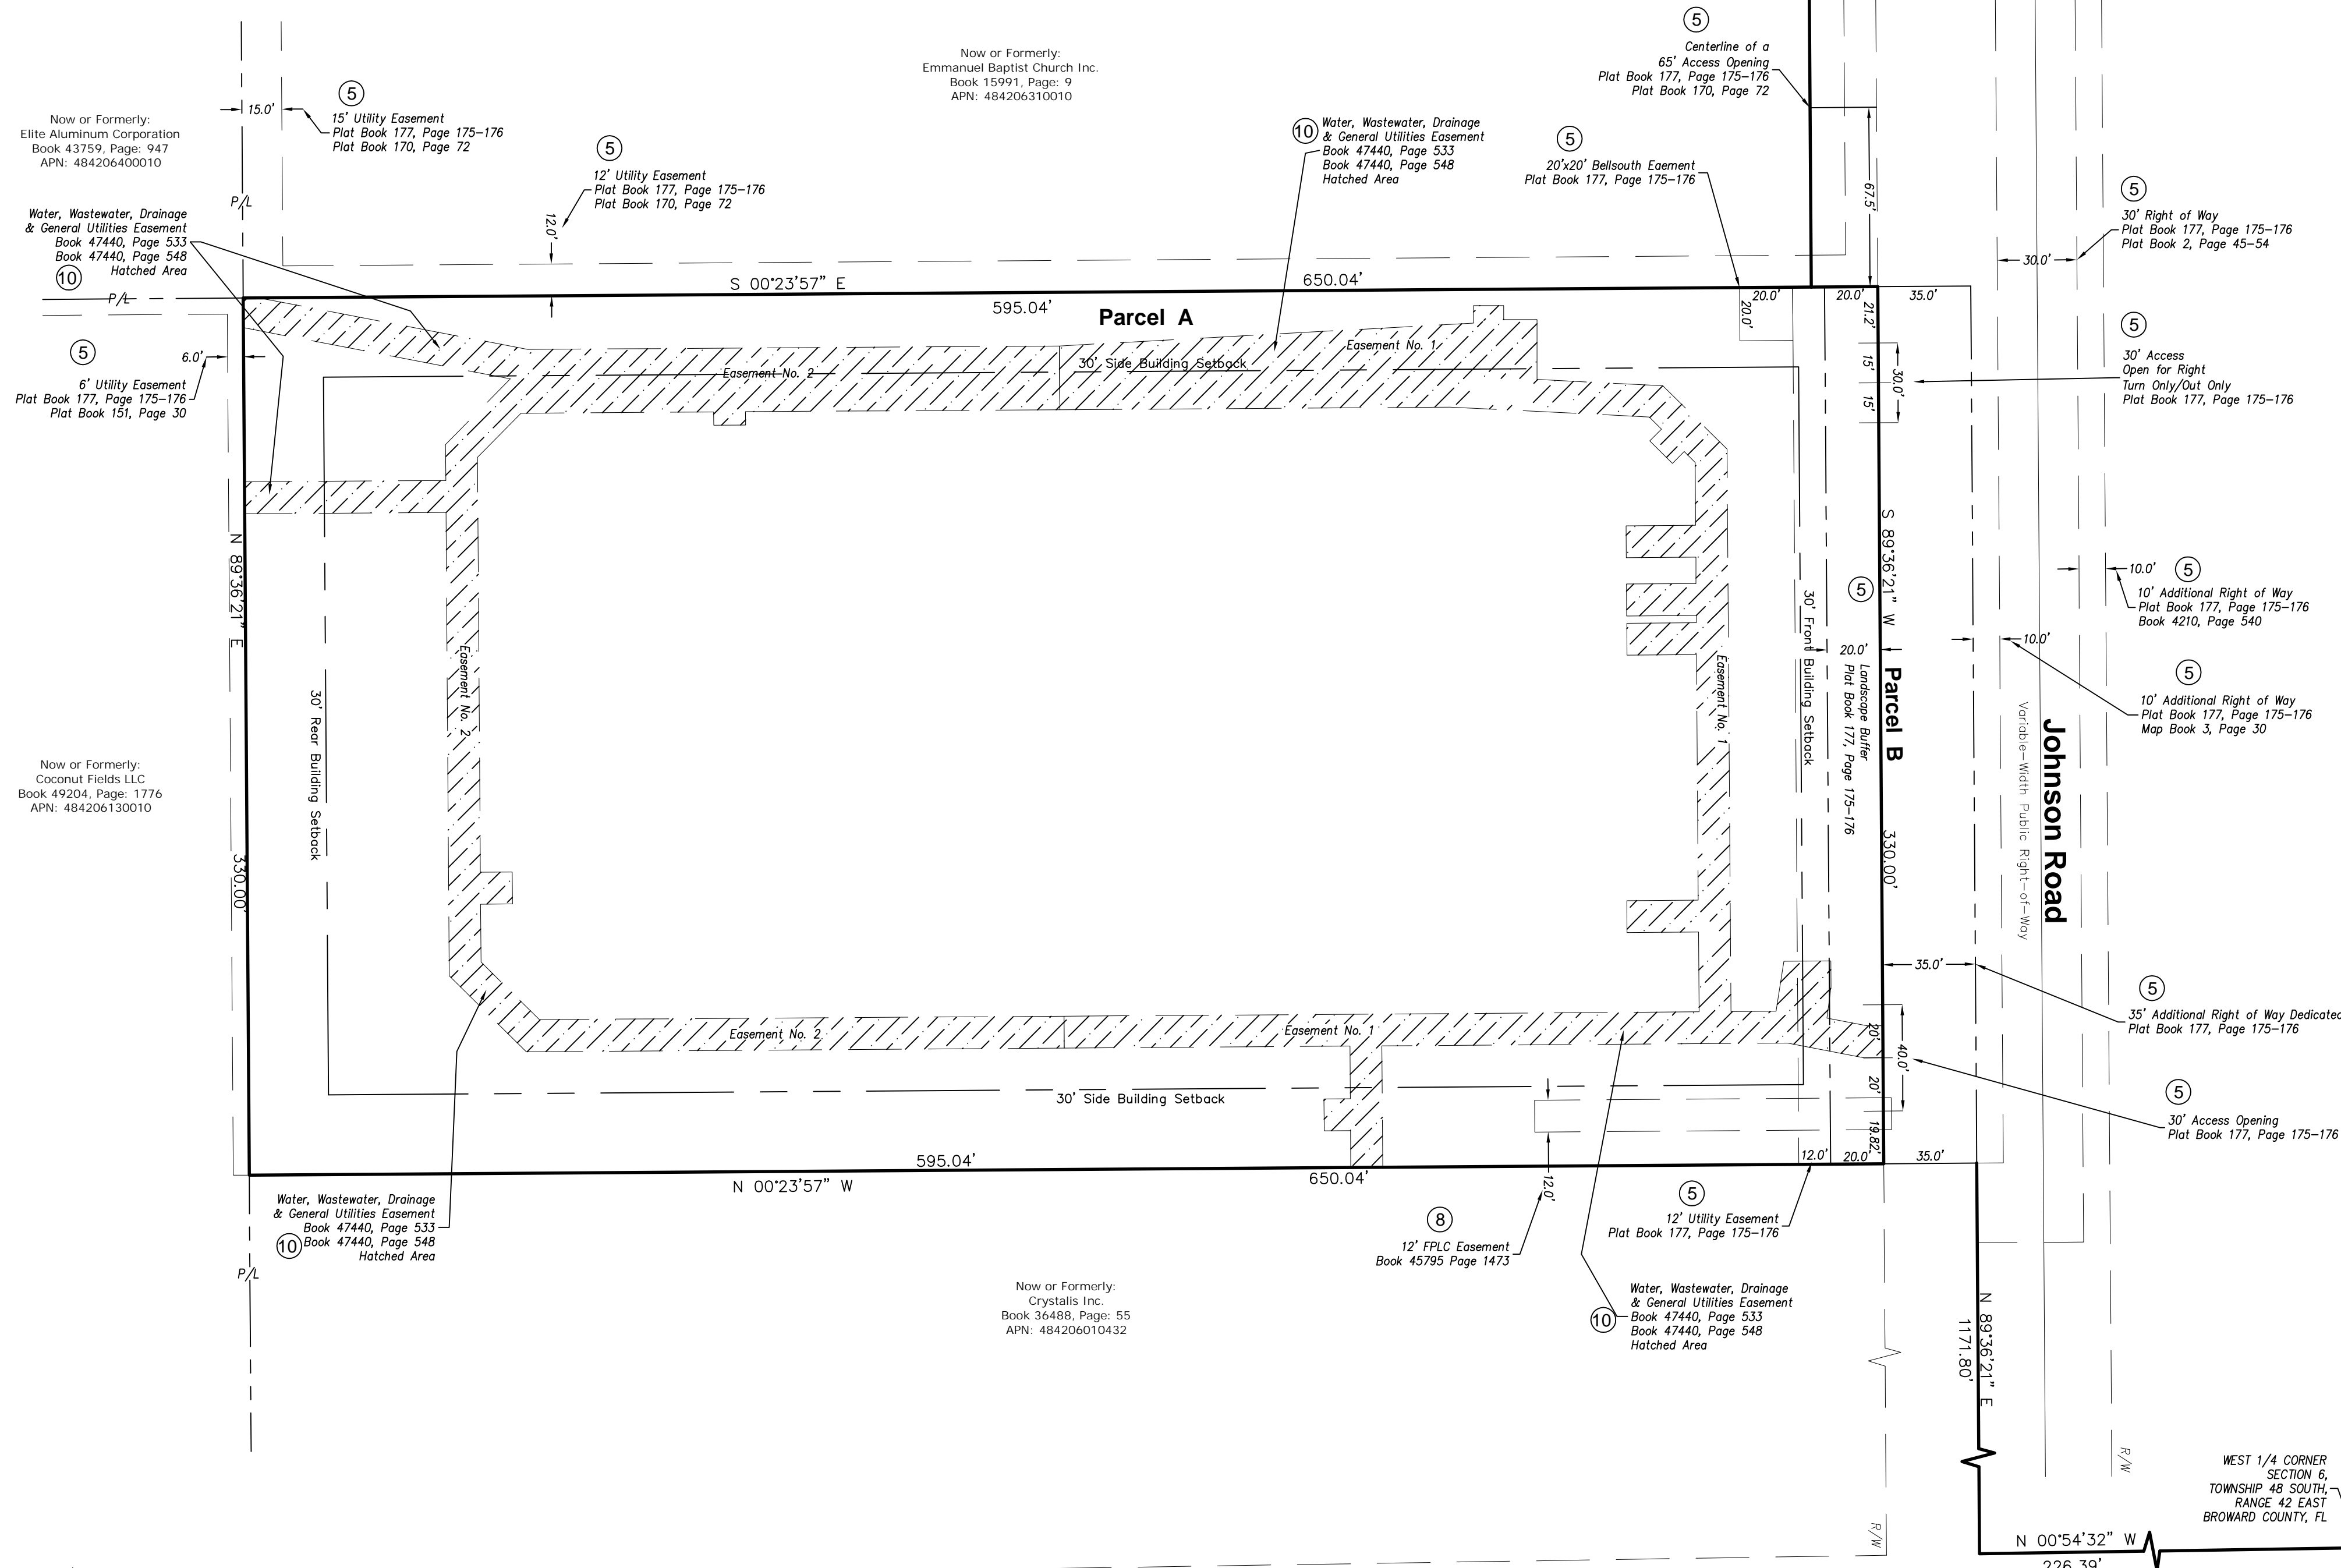 Now or Formerly:
Elite Aluminum Corporation
Book 43759, Page: 947
APN: 484206400010
15.0'
5
15' Utility Easement
Plat Book 177, Page 175-176
Plat Book 170, Page 72
P/L
5
12' Utility Easement
Plat Book 177, Page 175-176
Plat Book 170, Page 72
12.0'
Now or Formerly:
Emmanuel Baptist Church Inc.
Book 15991, Page: 9
APN: 484206310010
10
Water, Wastewater, Drainage
& General Utilities Easement
Book 47440, Page 533
Book 47440, Page 548
Hatched Area
5
Centerline of a
65' Access Opening
Plat Book 177, Page 175-176
Plat Book 170, Page 72
5
20'x20' Bellsouth Eaement
Plat Book 177, Page 175-176
67.5'
5
30' Right of Way
Plat Book 177, Page 175-176
Plat Book 2, Page 45-54
30.0'
Water, Wastewater, Drainage
& General Utilities Easement
Book 47440, Page 533
Book 47440, Page 548
Hatched Area
10
P/L
S 00°23'57" E
650.04'
595.04'
Parcel A
20.0'
20.0'
20.0'
35.0'
21.2'
15'
15'
30.0'
5
30' Access
Open for Right
Turn Only/Out Only
Plat Book 177, Page 175-176
5
6.0'
6' Utility Easement
Plat Book 177, Page 175-176
Plat Book 151, Page 30
Easement No. 2
30' Side Building Setback
Easement No. 1
N 89°36'21" E
330.00'
30' Rear Building Setback
Easement No. 2
Easement No. 1
30' Front Building Setback
5
20.0'
Landscape Buffer
Plat Book 177, Page 175-176
S 89°36'21" W
Parcel B
330.00'
10.0'
5
10' Additional Right of Way
Plat Book 177, Page 175-176
Book 4210, Page 540
10.0'
5
10' Additional Right of Way
Plat Book 177, Page 175-176
Map Book 3, Page 30
Johnson Road
Variable-Width Public Right-of-Way
Now or Formerly:
Coconut Fields LLC
Book 49204, Page: 1776
APN: 484206130010
35.0'
5
35' Additional Right of Way Dedicated
Plat Book 177, Page 175-176
20'
40.0'
20'
19.82'
5
30' Access Opening
Plat Book 177, Page 175-176
Easement No. 2
Easement No. 1
30' Side Building Setback
595.04'
N 00°23'57" W
650.04'
12.0'
12.0'
20.0'
35.0'
Water, Wastewater, Drainage
& General Utilities Easement
Book 47440, Page 533
10
Book 47440, Page 548
Hatched Area
P/L
8
12' FPLC Easement
Book 45795 Page 1473
5
12' Utility Easement
Plat Book 177, Page 175-176
Now or Formerly:
Crystalis Inc.
Book 36488, Page: 55
APN: 484206010432
10
Water, Wastewater, Drainage
& General Utilities Easement
Book 47440, Page 533
Book 47440, Page 548
Hatched Area
N 89°36'21" E
1171.80'
R/W
R/W
WEST 1/4 CORNER
SECTION 6,
TOWNSHIP 48 SOUTH,
RANGE 42 EAST
BROWARD COUNTY, FL
N 00°54'32" W
226.39'